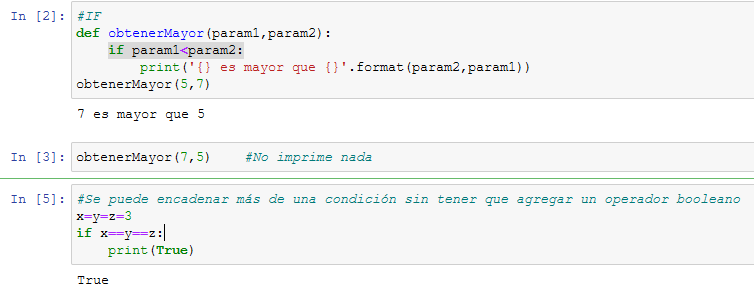 In [2]: #IF
def obtenerMayor(param1,param2):
    if param1<param2:
        print('{} es mayor que {}'.format(param2,param1))
obtenerMayor(5,7)
7 es mayor que 5
In [3]: obtenerMayor(7,5)    #No imprime nada
In [5]: #Se puede encadenar más de una condición sin tener que agregar un operador booleano
x=y=z=3
if x==y==z:
    print(True)
True